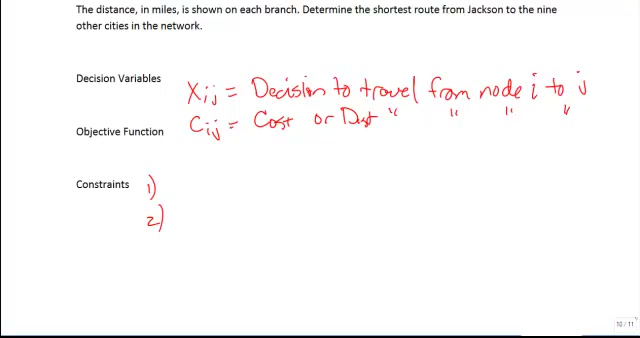 The distance, in miles, is shown on each branch. Determine the shortest route from Jackson to the nine
other cities in the network.
Decision Variables
Xij = Decision to travel from node i to j
Cij = Cost or Dist " " " "
Objective Function
Constraints
1)
2)
10 / 11